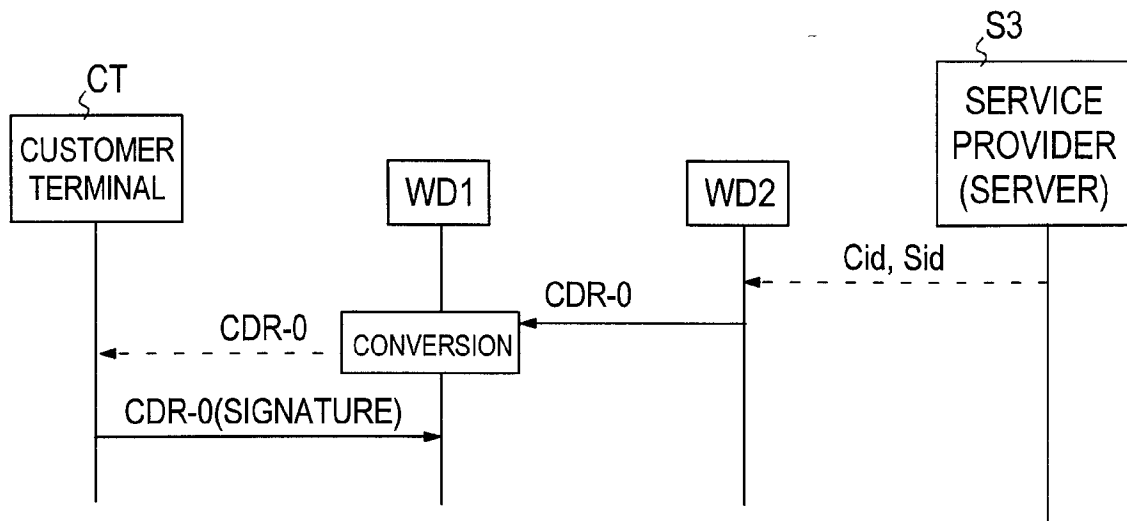 S3
CT
SERVICE
PROVIDER
(SERVER)
CUSTOMER
TERMINAL
WD1
WD2
Cid, Sid
CDR-0
CDR-0
CONVERSION
CDR-0(SIGNATURE)